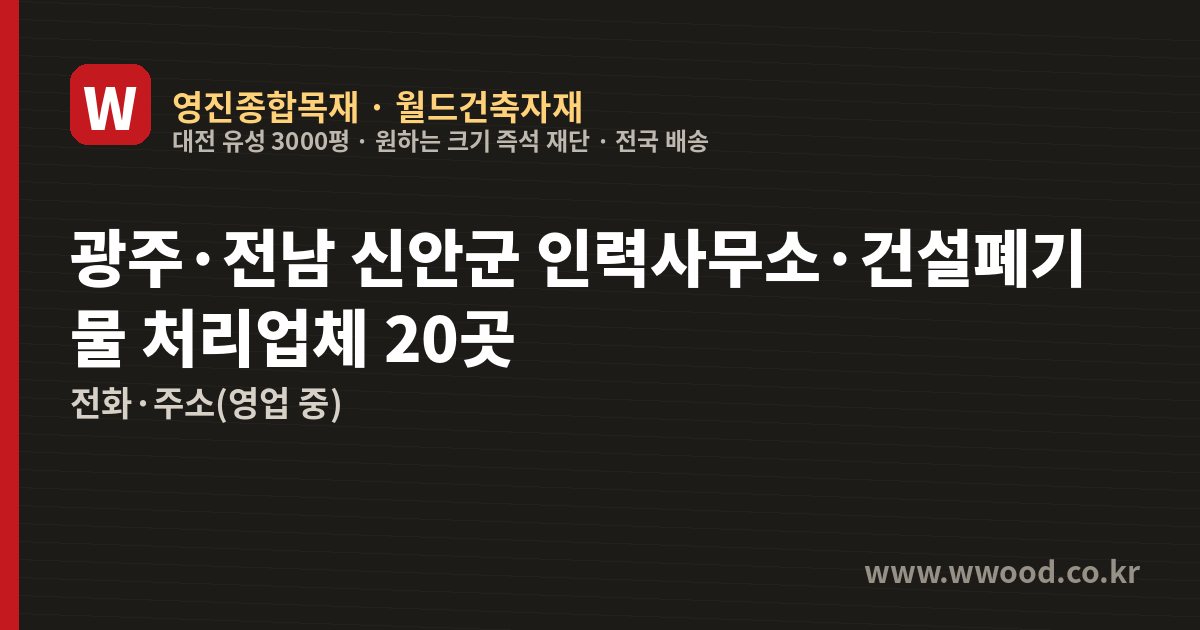 W
영진종합목재 · 월드건축자재
대전 유성 3000평 · 원하는 크기 즉석 재단 · 전국 배송
광주·전남 신안군 인력사무소·건설폐기
물 처리업체 20곳
전화·주소(영업 중)
www.wwood.co.kr